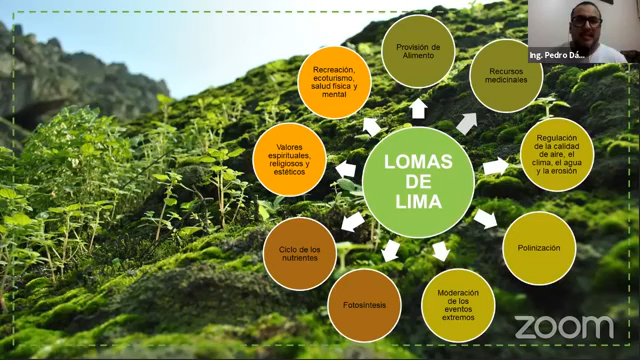 Ing. Pedro Dá...
Provisión de
Alimento
Recursos
medicinales
Regulación
de la calidad
de aire, el
clima, el agua
y la erosión
Polinización
Moderación
de los
eventos
extremos
Fotosíntesis
Ciclo de los
nutrientes
Valores
espirituales,
religiosos y
estéticos
Recreación,
ecoturismo,
salud física y
mental
LOMAS
DE
LIMA
zoom